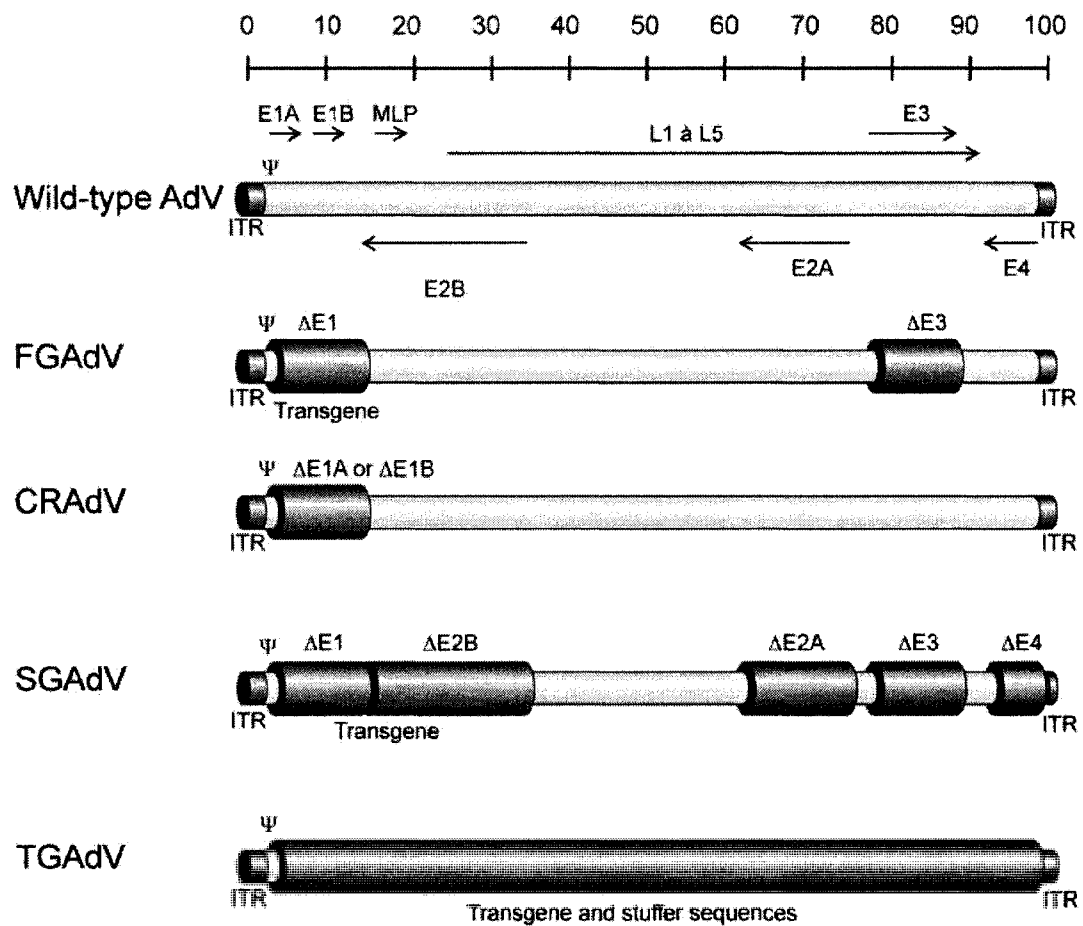 0 10 20 30 40 50 60 70 80 90 100
E1A E1B MLP L1 à L5 E3
Ψ
Wild-type AdV
ITR ITR
E2B E2A E4
Ψ ΔE1 ΔE3
FGAdV
ITR Transgene ITR
Ψ ΔE1A or ΔE1B
CRAdV
ITR ITR
Ψ ΔE1 ΔE2B ΔE2A ΔE3 ΔE4
SGAdV
ITR Transgene ITR
Ψ
TGAdV
ITR ITR
Transgene and stuffer sequences